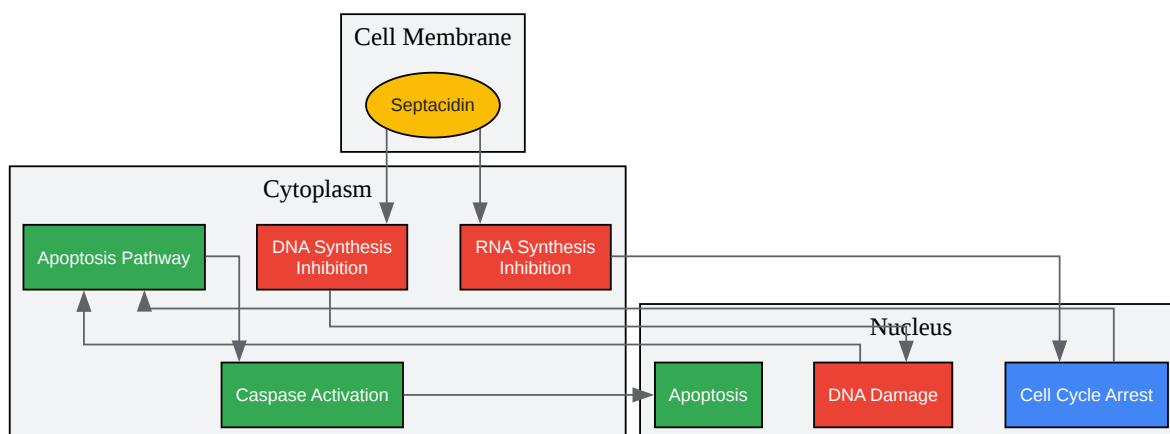 Cell Membrane
Septacidin
Cytoplasm
Apoptosis Pathway
DNA Synthesis
Inhibition
RNA Synthesis
Inhibition
Nucleus
Caspase Activation
Apoptosis
DNA Damage
Cell Cycle Arrest